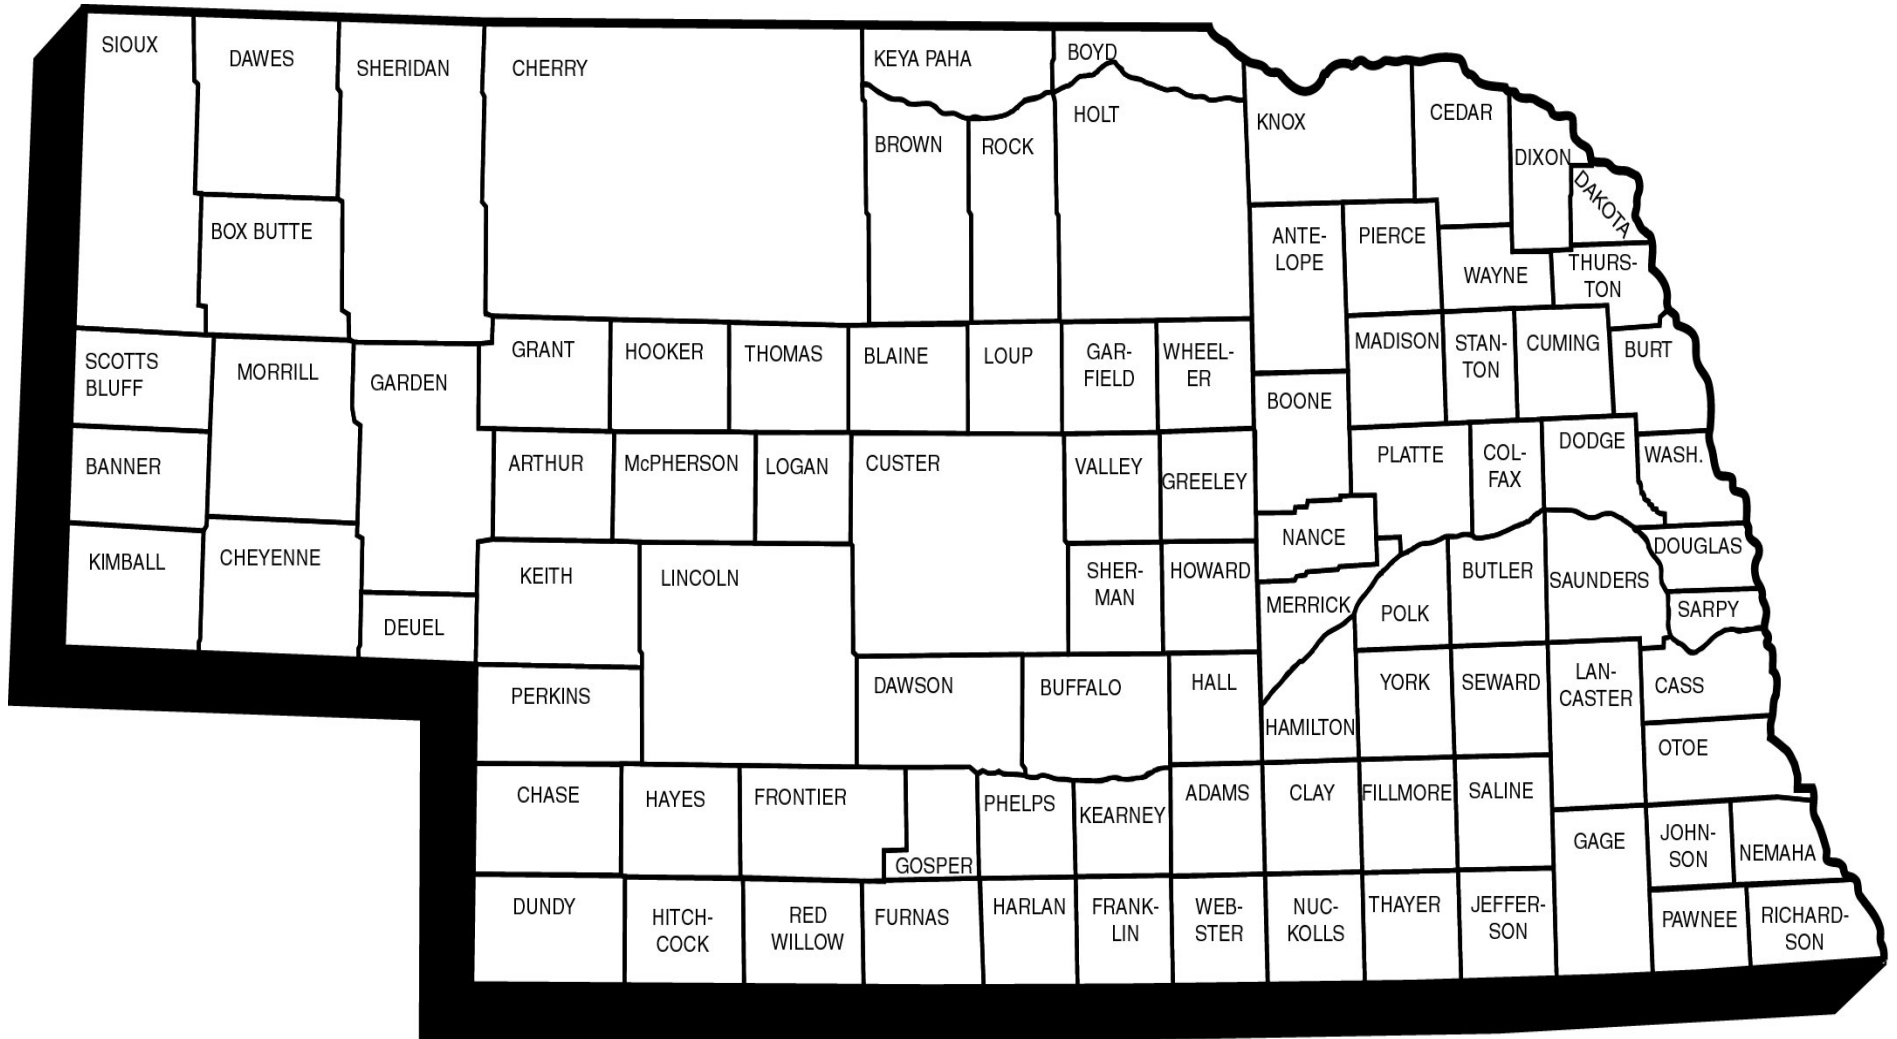 SIOUX
DAWES
SHERIDAN
CHERRY
KEYA PAHA
BOYD
HOLT
BROWN
ROCK
KNOX
CEDAR
DIXON
DAKOTA
BOX BUTTE
ANTE-
LOPE
PIERCE
WAYNE
THURS-
TON
SCOTTS
BLUFF
MORRILL
GARDEN
GRANT
HOOKER
THOMAS
BLAINE
LOUP
GAR-
FIELD
WHEEL-
ER
BOONE
MADISON
STAN-
TON
CUMING
BURT
BANNER
ARTHUR
McPHERSON
LOGAN
CUSTER
VALLEY
GREELEY
PLATTE
COL-
FAX
DODGE
WASH.
KIMBALL
CHEYENNE
DEUEL
KEITH
LINCOLN
SHER-
MAN
HOWARD
NANCE
MERRICK
POLK
BUTLER
SAUNDERS
DOUGLAS
SARPY
PERKINS
DAWSON
BUFFALO
HALL
HAMILTON
YORK
SEWARD
LAN-
CASTER
CASS
OTOE
CHASE
HAYES
FRONTIER
GOSPER
PHELPS
KEARNEY
ADAMS
CLAY
FILLMORE
SALINE
GAGE
JOHN-
SON
NEMAHA
DUNDY
HITCH-
COCK
RED
WILLOW
FURNAS
HARLAN
FRANK-
LIN
WEB-
STER
NUC-
KOLLS
THAYER
JEFFER-
SON
PAWNEE
RICHARD-
SON